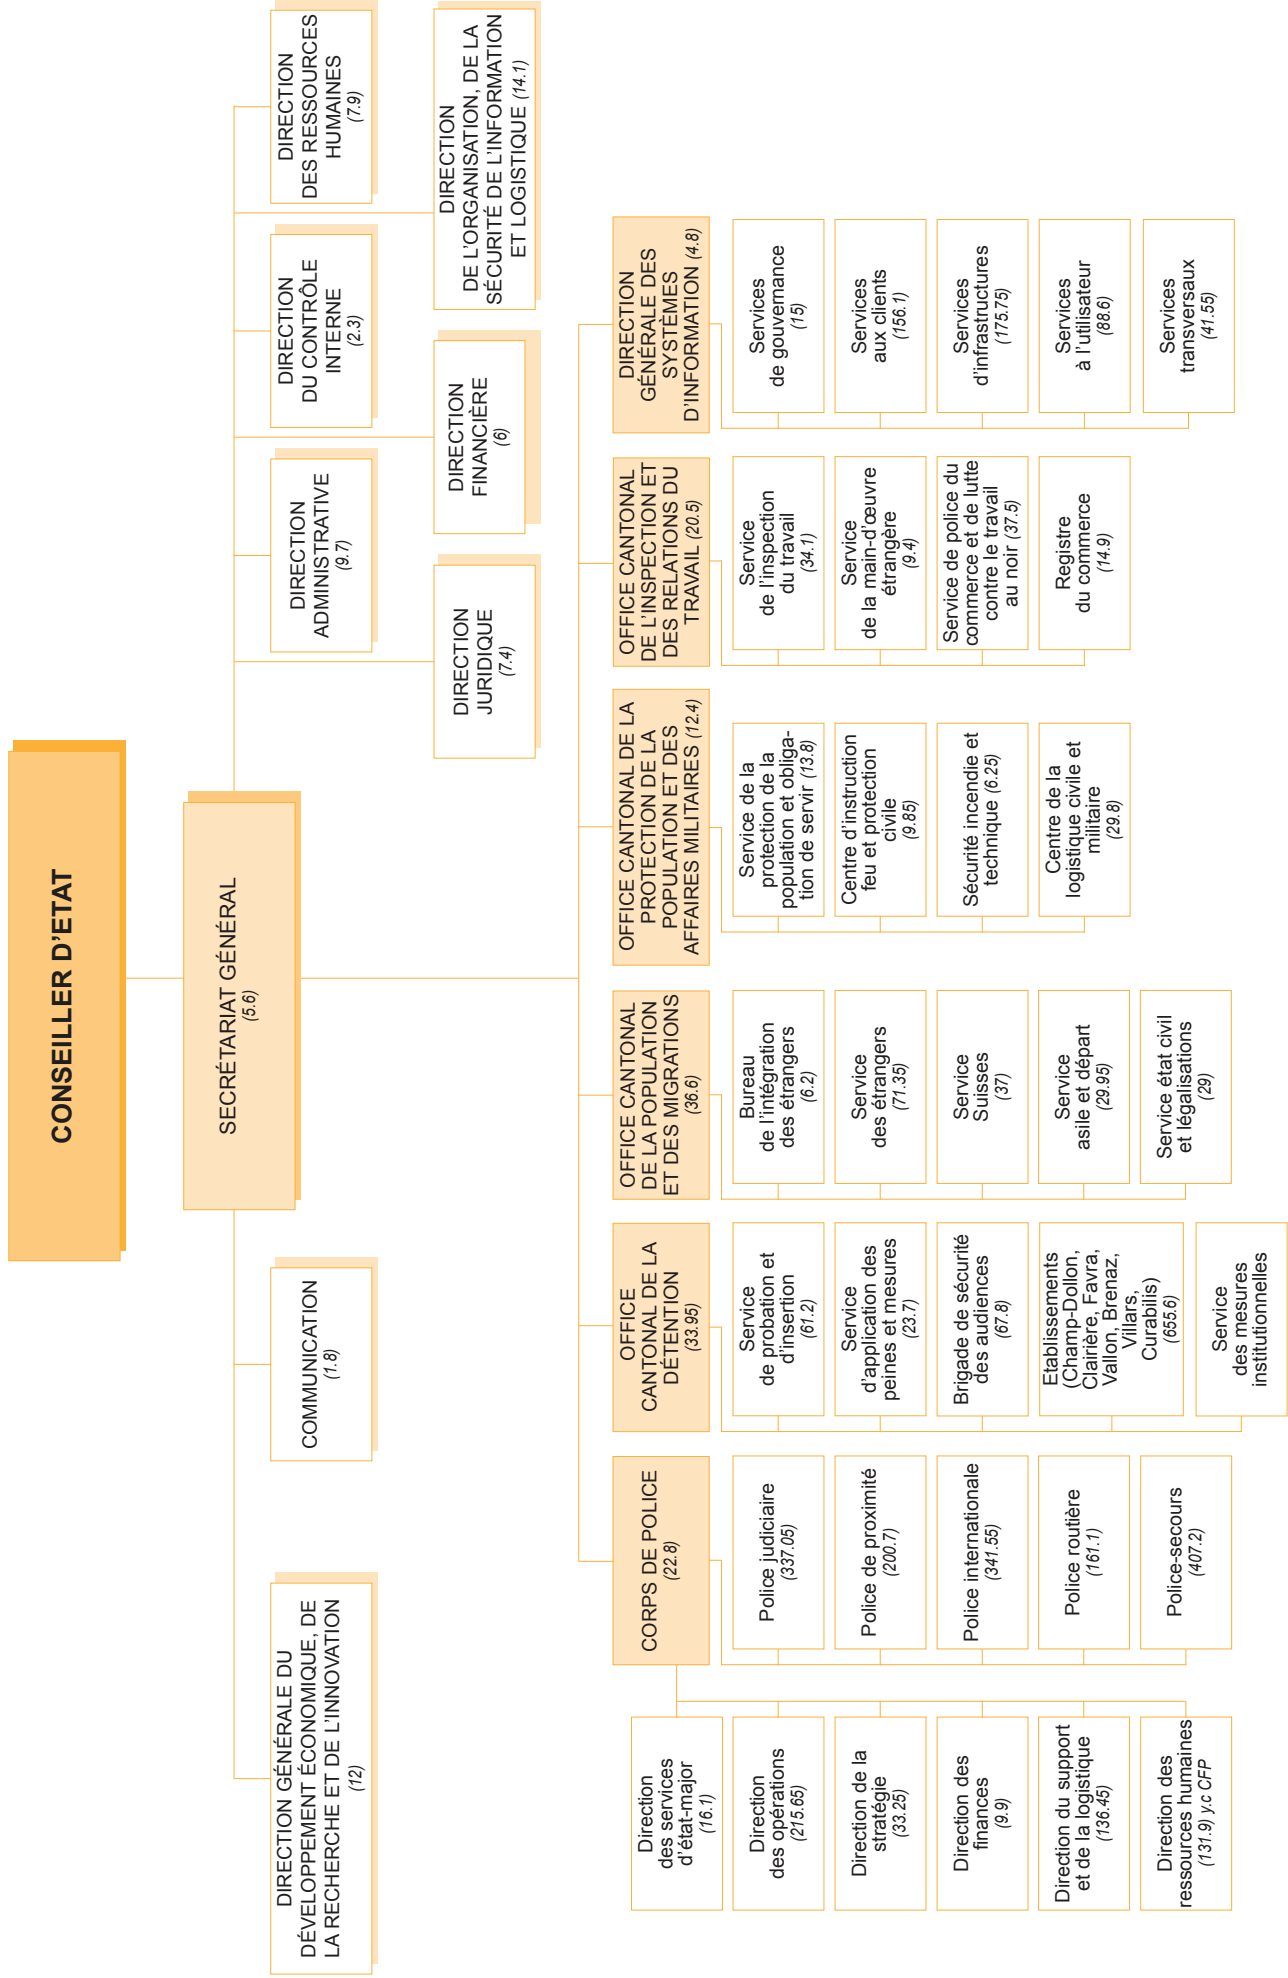 CONSEILLER D'ETAT
SECRÉTARIAT GÉNÉRAL
(5.6)
DIRECTION GÉNÉRALE DU
DÉVELOPPEMENT ÉCONOMIQUE, DE
LA RECHERCHE ET DE L'INNOVATION
(12)
COMMUNICATION
(1.8)
DIRECTION
ADMINISTRATIVE
(9.7)
DIRECTION
DU CONTRÔLE
INTERNE
(2.3)
DIRECTION
DES RESSOURCES
HUMAINES
(7.9)
DIRECTION
JURIDIQUE
(7.4)
DIRECTION
FINANCIÈRE
(6)
DIRECTION
DE L'ORGANISATION, DE LA
SÉCURITÉ DE L'INFORMATION
ET LOGISTIQUE (14.1)
CORPS DE POLICE
(22.8)
Direction
des services
d'état-major
(16.1)
Direction
des opérations
(215.65)
Direction de la
stratégie
(33.25)
Direction des
finances
(9.9)
Direction du support
et de la logistique
(136.45)
Direction des
ressources humaines
(131.9) y.c CFP
Police judiciaire
(337.05)
Police de proximité
(200.7)
Police internationale
(341.55)
Police routière
(161.1)
Police-secours
(407.2)
OFFICE
CANTONAL DE LA
DÉTENTION
(33.95)
Service
de probation et
d'insertion
(61.2)
Service
d'application des
peines et mesures
(23.7)
Brigade de sécurité
des audiences
(67.8)
Etablissements
(Champ-Dollon,
Clairière, Favra,
Vallon, Brenaz,
Villars,
Curabilis)
(655.6)
Service
des mesures
institutionnelles
OFFICE CANTONAL
DE LA POPULATION
ET DES MIGRATIONS
(36.6)
Bureau
de l'intégration
des étrangers
(6.2)
Service
des étrangers
(71.35)
Service
Suisses
(37)
Service
asile et départ
(29.95)
Service état civil
et légalisations
(29)
OFFICE CANTONAL DE LA
PROTECTION DE LA
POPULATION ET DES
AFFAIRES MILITAIRES (12.4)
Service de la
protection de la
population et obliga-
tion de servir (13.8)
Centre d'instruction
feu et protection
civile
(9.85)
Sécurité incendie et
technique (6.25)
Centre de la
logistique civile et
militaire
(29.8)
OFFICE CANTONAL
DE L'INSPECTION ET
DES RELATIONS DU
TRAVAIL (20.5)
Service
de l'inspection
du travail
(34.1)
Service
de la main-d'œuvre
étrangère
(9.4)
Service de police du
commerce et de lutte
contre le travail
au noir (37.5)
Registre
du commerce
(14.9)
DIRECTION
GÉNÉRALE DES
SYSTÈMES
D'INFORMATION (4.8)
Services
de gouvernance
(15)
Services
aux clients
(156.1)
Services
d'infrastructures
(175.75)
Services
à l'utilisateur
(88.6)
Services
transversaux
(41.55)